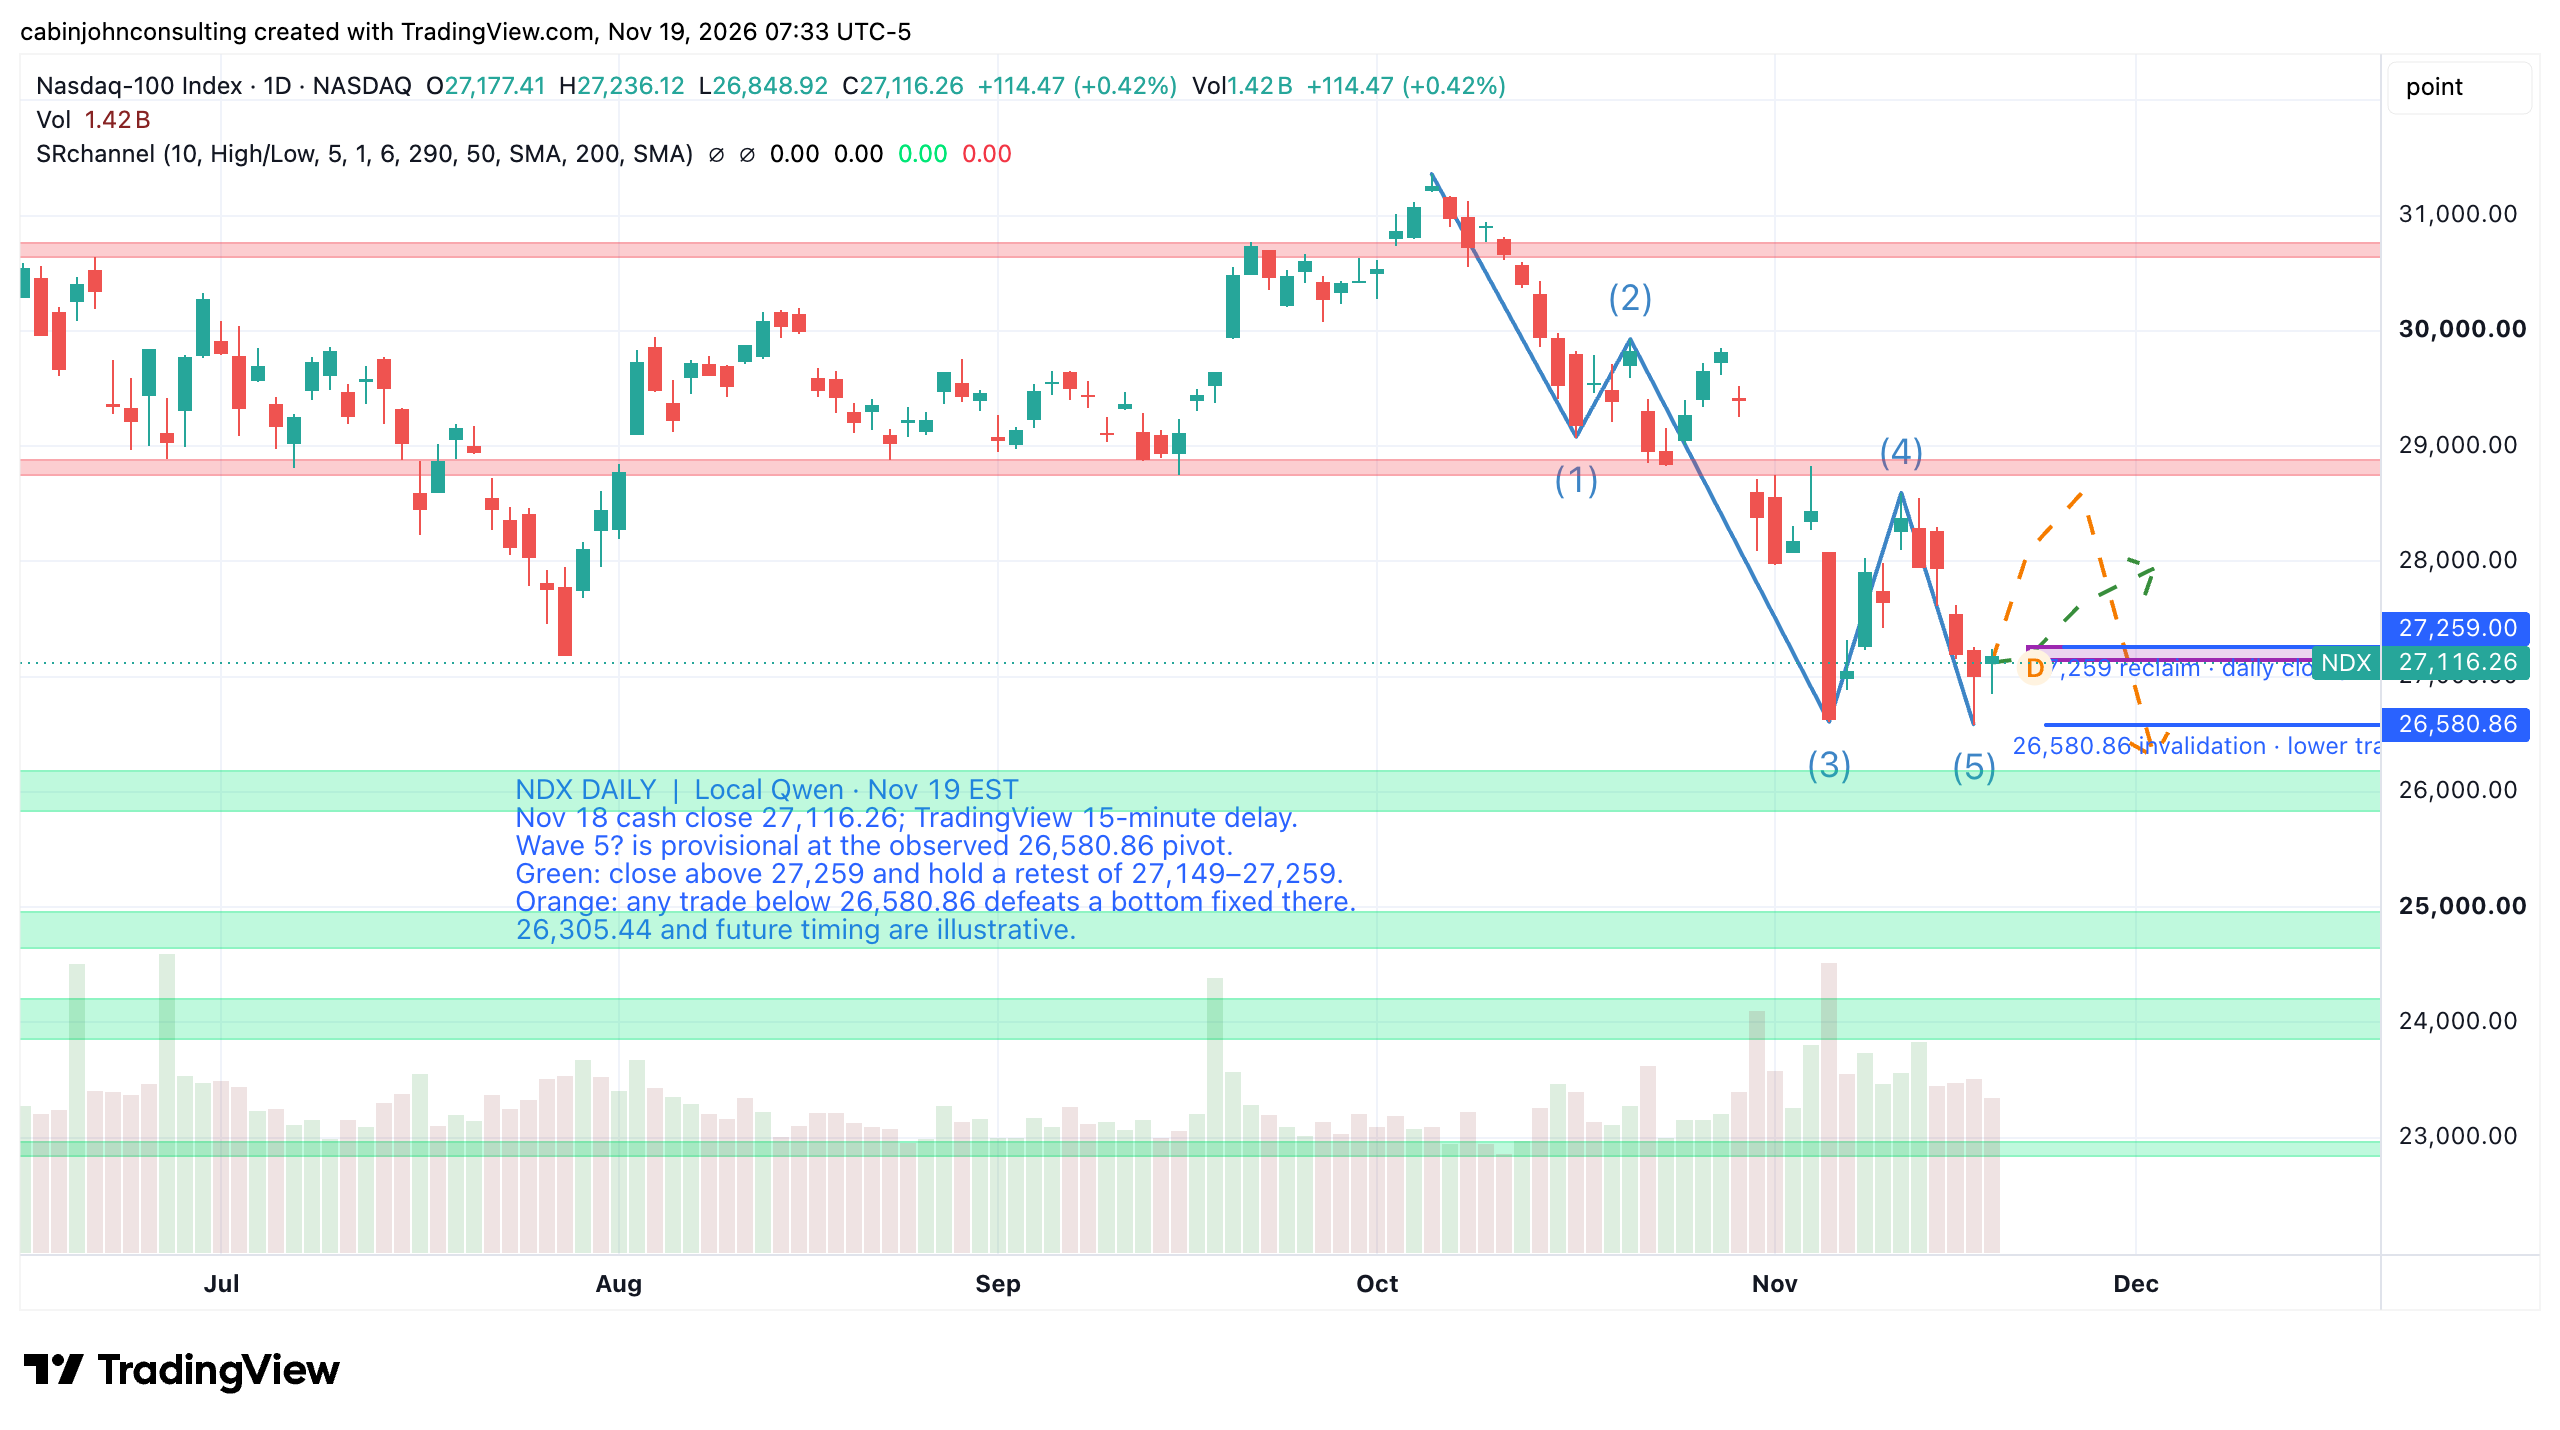 cabinjohnconsulting created with TradingView.com, Nov 19, 2026 07:33 UTC-5
Nasdaq-100 Index · 1D · NASDAQ O27,177.41 H27,236.12 L26,848.92 C27,116.26 +114.47 (+0.42%) Vol1.42 B +114.47 (+0.42%)
Vol 1.42 B
SRchannel (10, High/Low, 5, 1, 6, 290, 50, SMA, 200, SMA) ∅ ∅ 0.00 0.00 0.00 0.00
point
31,000.00
30,000.00
29,000.00
28,000.00
27,259.00
NDX 27,116.26
27,000.00
26,580.86
26,000.00
25,000.00
24,000.00
23,000.00
(2)
(4)
(1)
D
,259 reclaim · daily clo
26,580.86 invalidation · lower tra
(3)
(5)
NDX DAILY | Local Qwen · Nov 19 EST
Nov 18 cash close 27,116.26; TradingView 15-minute delay.
Wave 5? is provisional at the observed 26,580.86 pivot.
Green: close above 27,259 and hold a retest of 27,149–27,259.
Orange: any trade below 26,580.86 defeats a bottom fixed there.
26,305.44 and future timing are illustrative.
Jul Aug Sep Oct Nov Dec
TradingView